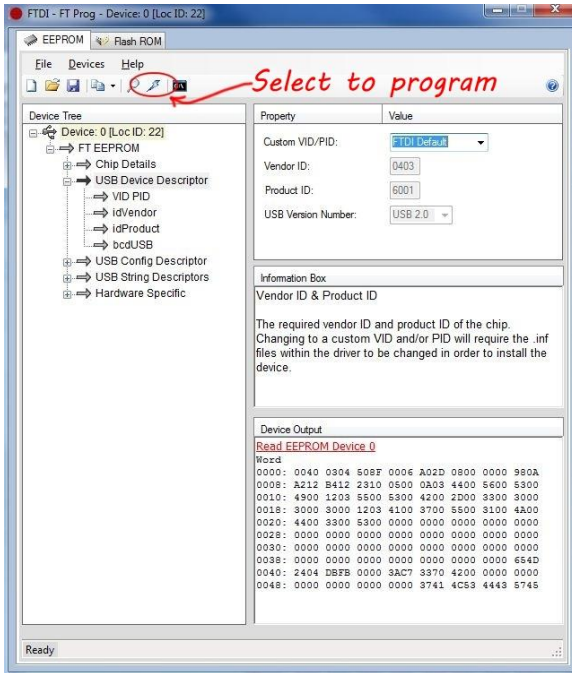 FTDI - FT Prog - Device: 0 [Loc ID: 22]
EEPROM Flash ROM
File Devices Help
Select to program
Device Tree
Device: 0 [Loc ID: 22]
FT EEPROM
Chip Details
USB Device Descriptor
VID PID
idVendor
idProduct
bcdUSB
USB Config Descriptor
USB String Descriptors
Hardware Specific
Property Value
Custom VID/PID: FTDI Default
Vendor ID: 0403
Product ID: 6001
USB Version Number: USB 2.0
Information Box
Vendor ID & Product ID
The required vendor ID and product ID of the chip.
Changing to a custom VID and/or PID will require the .inf
files within the driver to be changed in order to install the
device.
Device Output
Read EEPROM Device 0
Word
0000: 0040 0304 508F 0006 A02D 0800 0000 980A
0008: A212 B412 2310 0500 0A03 4400 5600 5300
0010: 4900 1203 5500 5300 4200 2D00 3300 3000
0018: 3000 3000 1203 4100 3700 5500 3100 4A00
0020: 4400 3300 5300 0000 0000 0000 0000 0000
0028: 0000 0000 0000 0000 0000 0000 0000 0000
0030: 0000 0000 0000 0000 0000 0000 0000 0000
0038: 0000 0000 0000 0000 0000 0000 0000 654D
0040: 2404 DBFB 0000 3AC7 3370 4200 0000 0000
0048: 0000 0000 0000 0000 3741 4C53 4443 5745
Ready